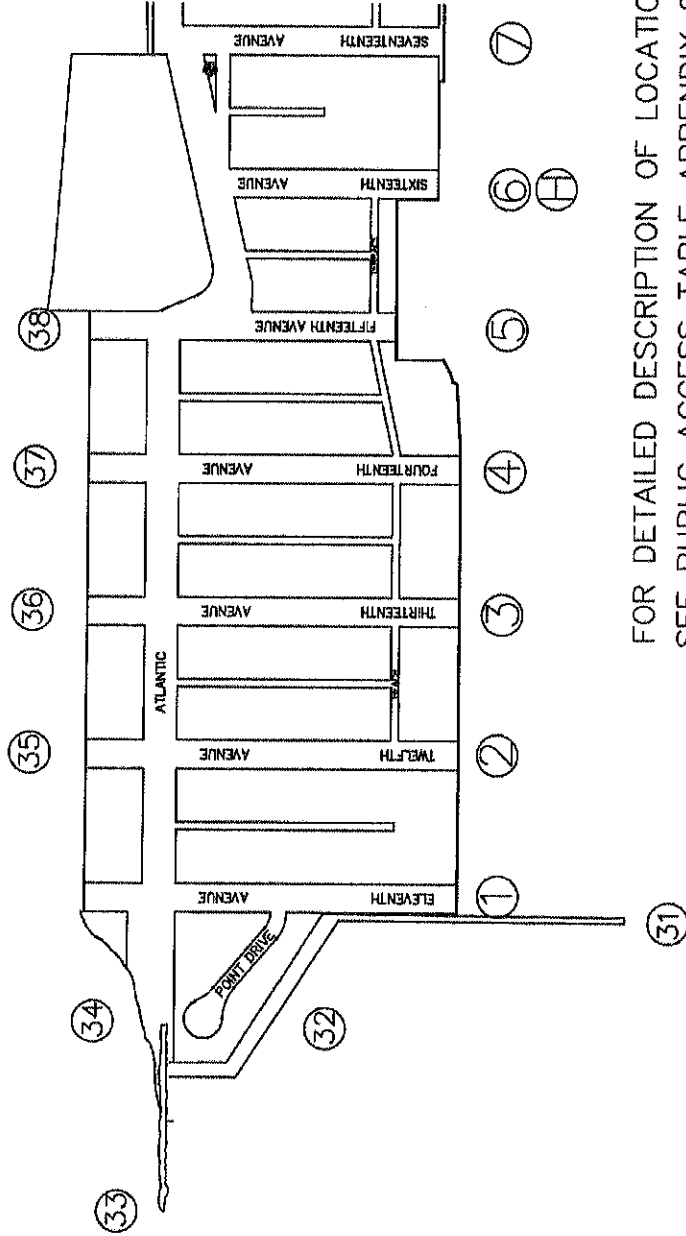 38
37
36
35
34
33
SEVENTEENTH AVENUE
SIXTEENTH AVENUE
FIFTEENTH AVENUE
FOURTEENTH AVENUE
THIRTEENTH AVENUE
TWELFTH AVENUE
ELEVENTH AVENUE
ATLANTIC
POINT DRIVE
32
31
7
6
H
5
4
3
2
1
FOR DETAILED DESCRIPTION OF LOCATIO
SEE PUBLIC ACCESS TABLE APPENDIX